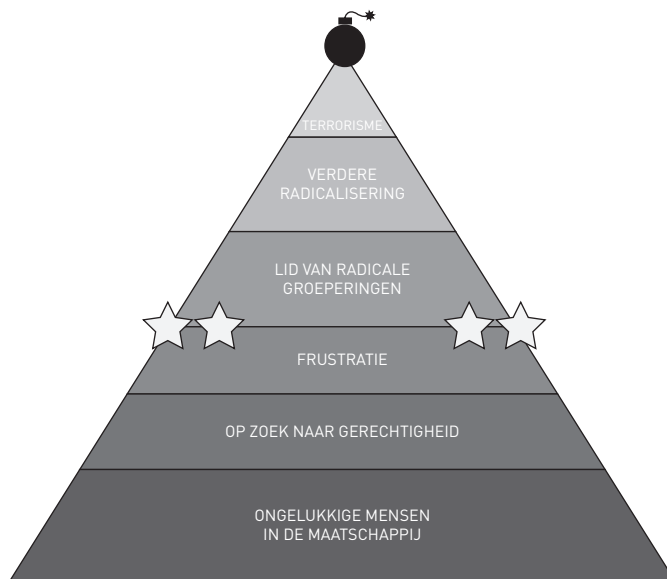 TERRORISME
VERDERE
RADICALISERING
LID VAN RADICALE
GROEPERINGEN
FRUSTRATIE
OP ZOEK NAAR GERECHTIGHEID
ONGELUKKIGE MENSEN
IN DE MAATSCHAPPIJ